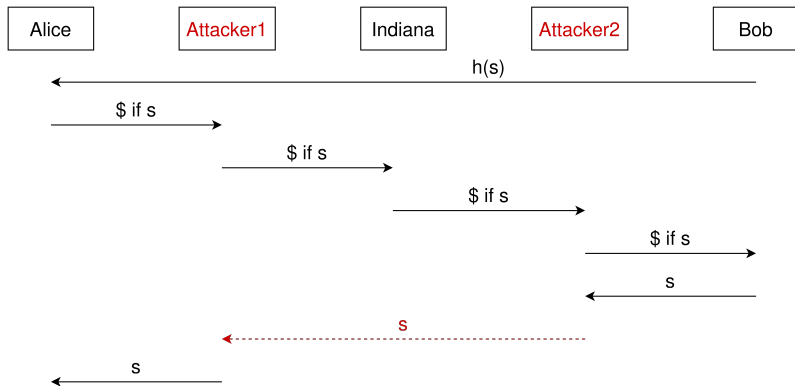 Alice Attacker1 Indiana Attacker2 Bob
h(s)
$ if s
$ if s
$ if s
$ if s
s
s
s